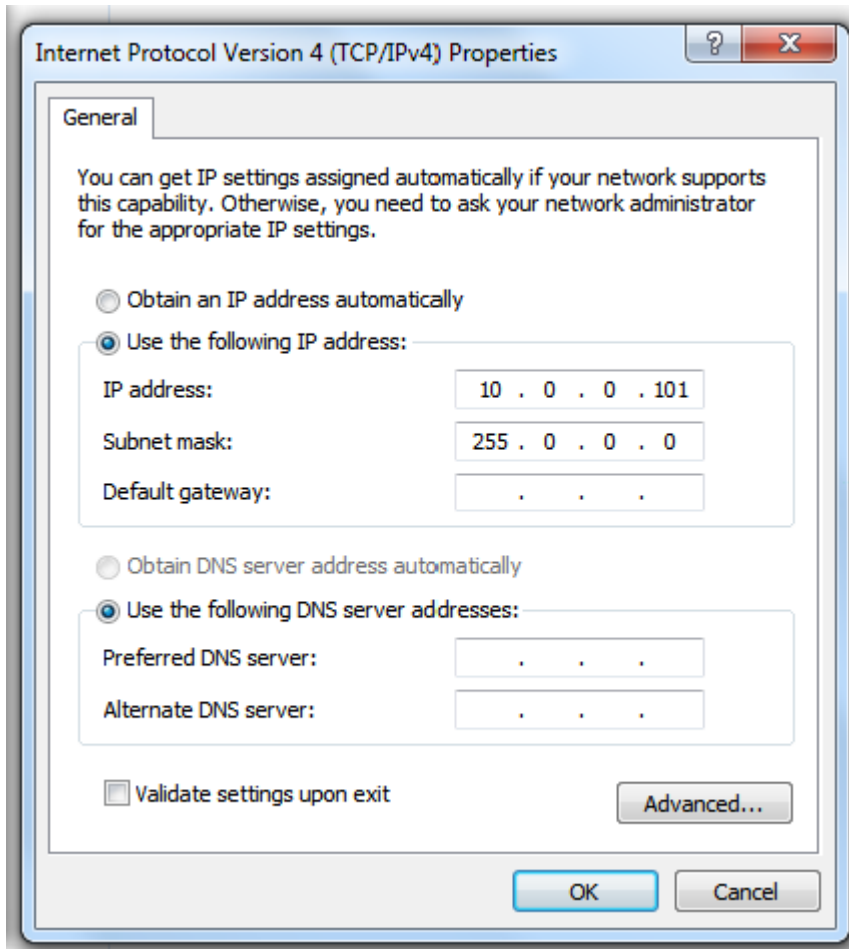 Internet Protocol Version 4 (TCP/IPv4) Properties
?
General
You can get IP settings assigned automatically if your network supports
this capability. Otherwise, you need to ask your network administrator
for the appropriate IP settings.
Obtain an IP address automatically
Use the following IP address:
IP address: 10 . 0 . 0 . 101
Subnet mask: 255 . 0 . 0 . 0
Default gateway: . . .
Obtain DNS server address automatically
Use the following DNS server addresses:
Preferred DNS server: . . .
Alternate DNS server: . . .
Validate settings upon exit
Advanced...
OK Cancel